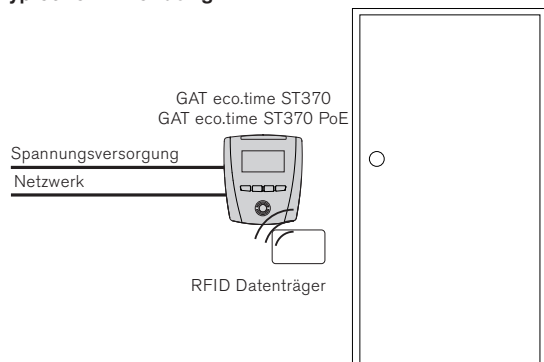 GAT eco.time ST370
GAT eco.time ST370 PoE
Spannungsversorgung
Netzwerk
RFID Datenträger